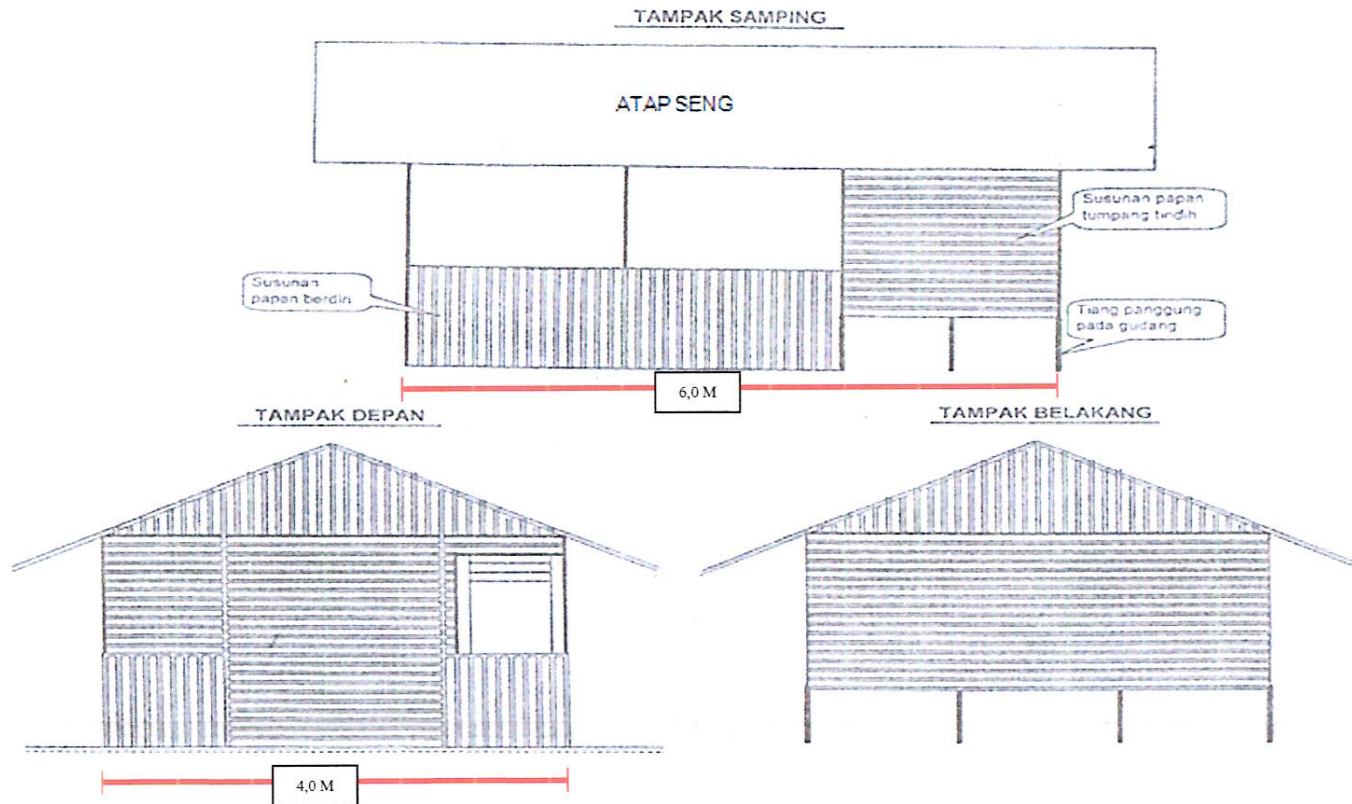 TAMPAK SAMPING
ATAP SENG
Susunan papan
tumpang tindih
Susunan
papan berdiri
Tiang panggung
pada gudang
6,0 M
TAMPAK DEPAN
TAMPAK BELAKANG
4,0 M